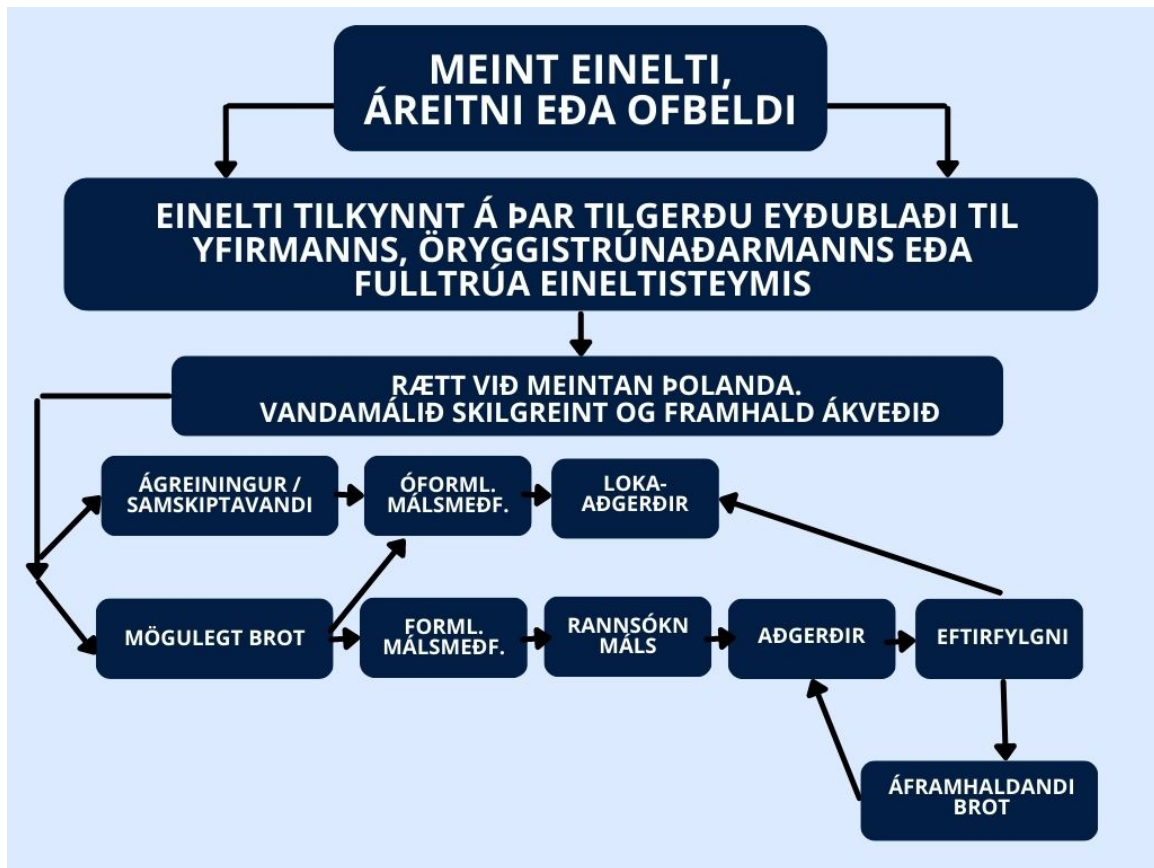 MEINT EINELTI,
ÁREITNI EÐA OFBELDI
EINELTI TILKYNNT Á ÞAR TILGERÐU EYÐUBLAÐI TIL
YFIRMANNS, ÖRYGGISTRÚNAÐARMANNS EÐA
FULLTRÚA EINELTISTEYMIS
RÆTT VIÐ MEINTAN ÞOLANDA.
VANDAMÁLIÐ SKILGREINT OG FRAMHALD ÁKVEÐIÐ
ÁGREININGUR /
SAMSKIPTAVANDI
ÓFORML.
MÁLSMEÐF.
LOKA-
AÐGERÐIR
MÖGULEGT BROT
FORML.
MÁLSMEÐF.
RANNSÓKN
MÁLS
AÐGERÐIR
EFTIRFYLGNI
ÁFRAMHALDANDI
BROT